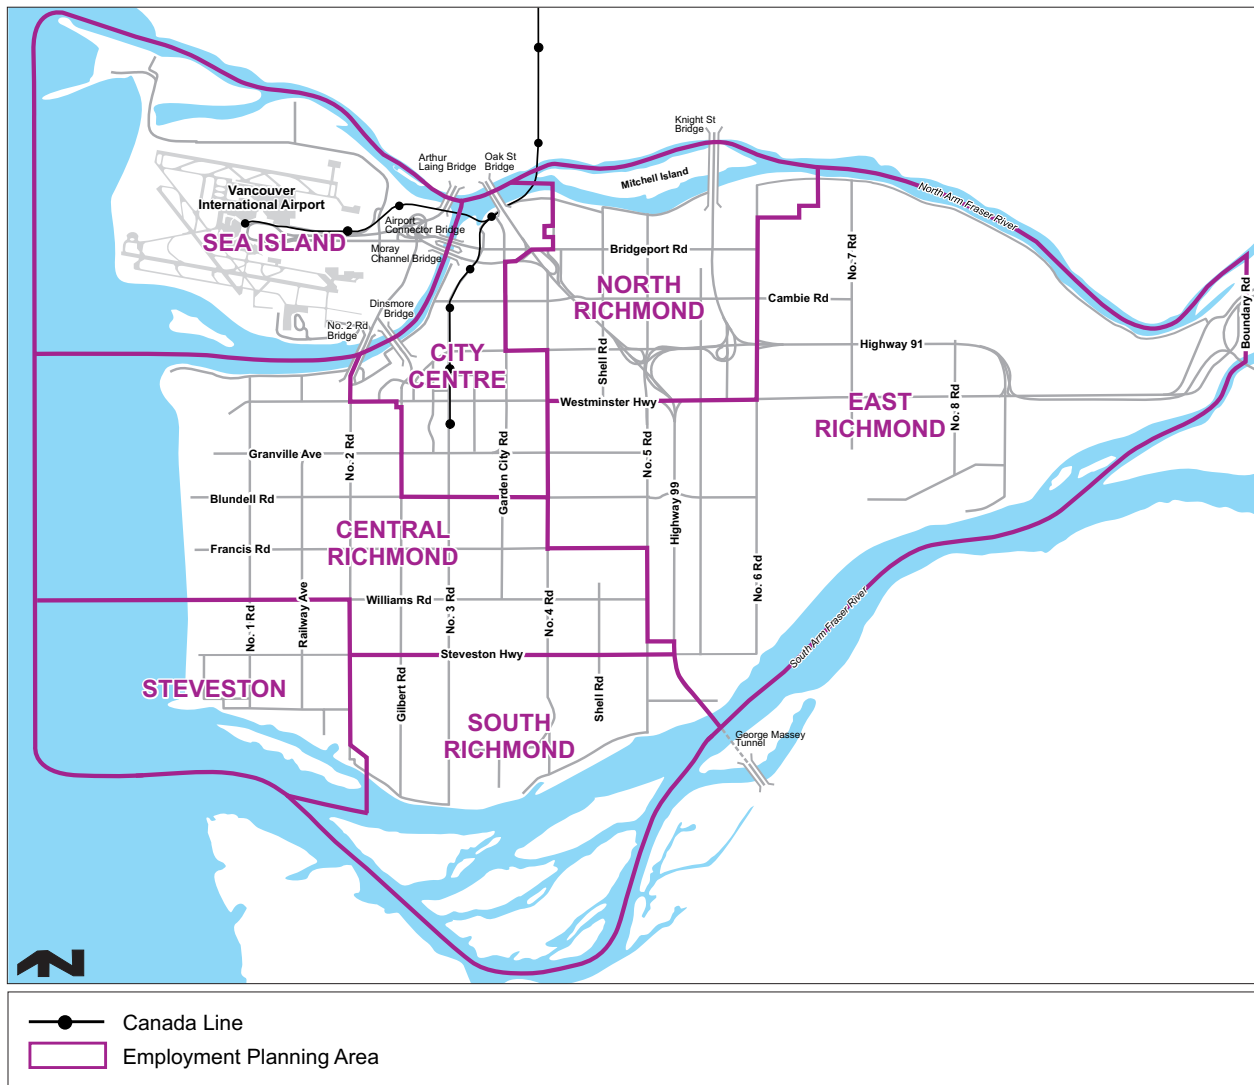 Knight St
Bridge
Arthur
Laing Bridge
Oak St
Bridge
Mitchell Island
North Arm Fraser River
Vancouver
International Airport
SEA ISLAND
Airport
Connector Bridge
Moray
Channel Bridge
Bridgeport Rd
No. 7 Rd
NORTH
RICHMOND
Cambie Rd
Boundary Rd
Dinsmore
Bridge
No. 2 Rd
Bridge
CITY
CENTRE
Shell Rd
Highway 91
Westminster Hwy
EAST
RICHMOND
No. 8 Rd
Granville Ave
No. 2 Rd
Garden City Rd
No. 5 Rd
Blundell Rd
Highway 99
CENTRAL
RICHMOND
Francis Rd
No. 6 Rd
Williams Rd
No. 1 Rd
Railway Ave
No. 3 Rd
No. 4 Rd
South Arm Fraser River
Steveston Hwy
STEVESTON
Gilbert Rd
Shell Rd
SOUTH
RICHMOND
George Massey
Tunnel
N
Canada Line
Employment Planning Area